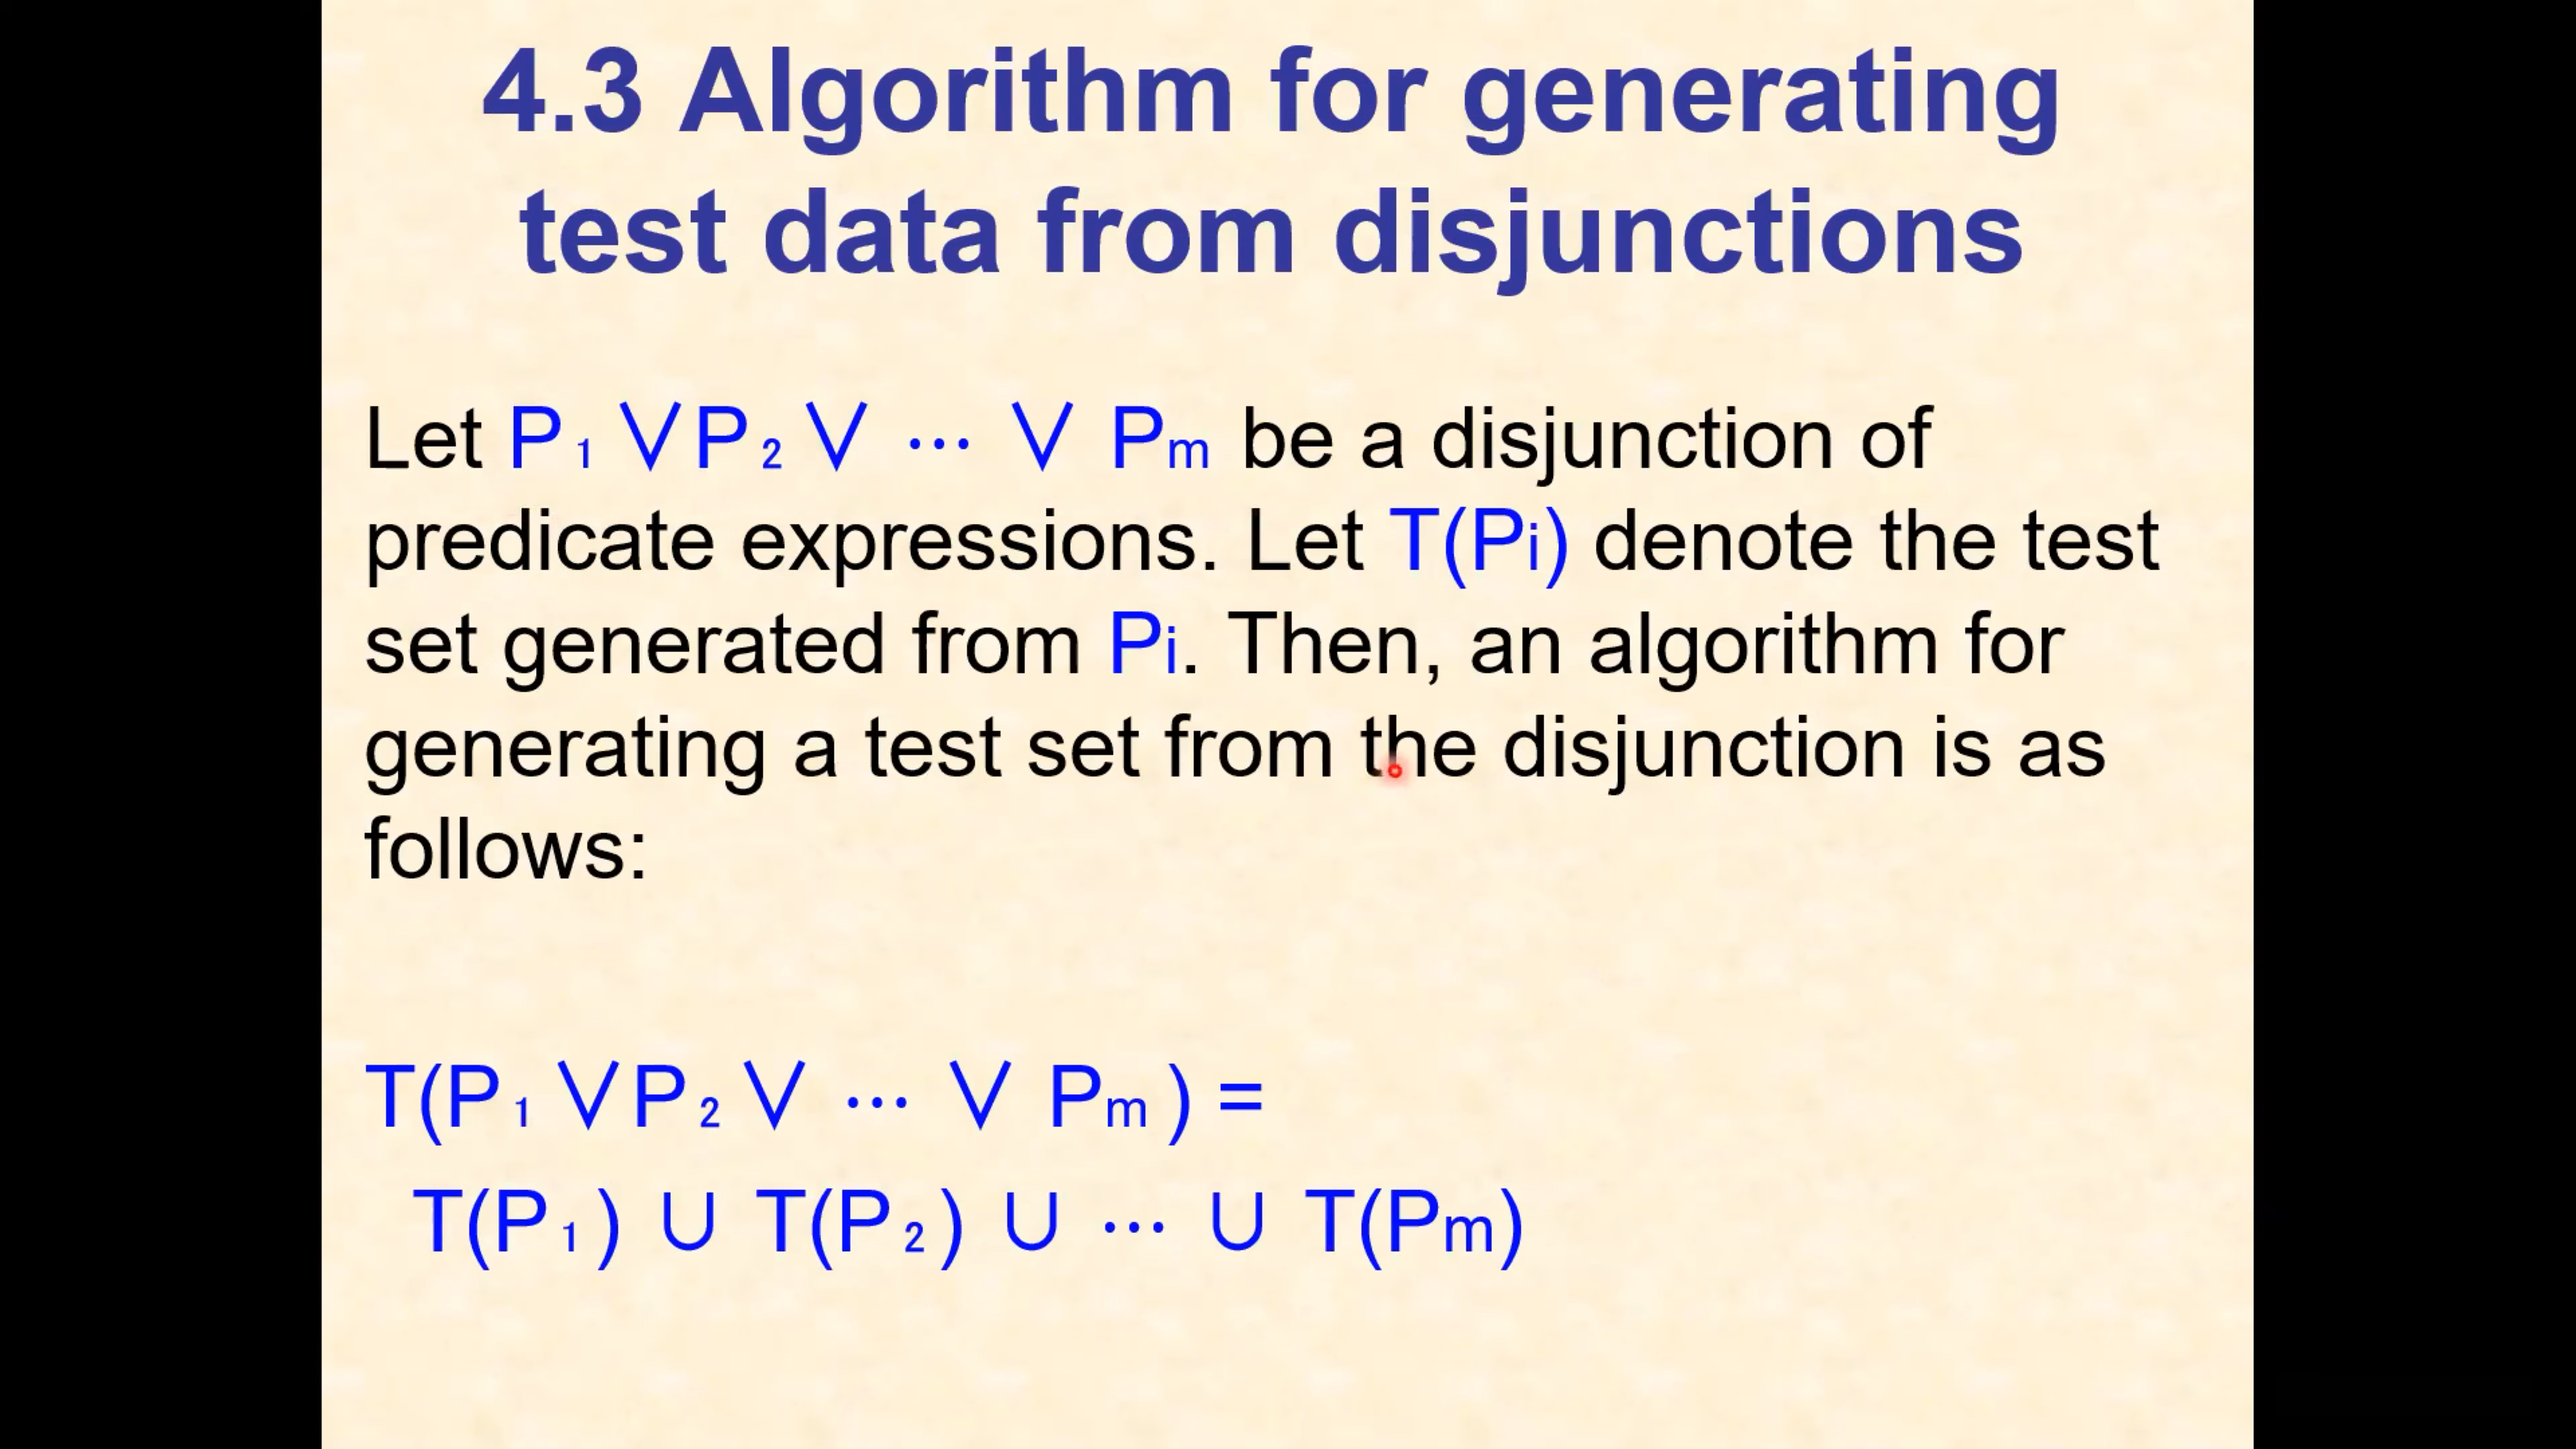 4.3 Algorithm for generating
test data from disjunctions
Let P₁ ∨ P₂ ∨ ⋯ ∨ Pm be a disjunction of
predicate expressions. Let T(Pi) denote the test
set generated from Pi. Then, an algorithm for
generating a test set from the disjunction is as
follows:
T(P₁ ∨ P₂ ∨ ⋯ ∨ Pm ) =
T(P₁) ∪ T(P₂) ∪ ⋯ ∪ T(Pm)